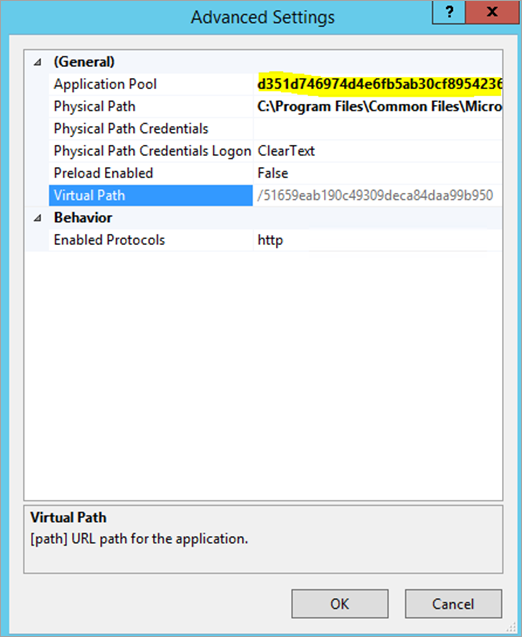 Advanced Settings
?
x
(General)
Application Pool d351d746974d4e6fb5ab30cf8954236
Physical Path C:\Program Files\Common Files\Micro
Physical Path Credentials
Physical Path Credentials Logon ClearText
Preload Enabled False
Virtual Path /51659eab190c49309deca84daa99b950
Behavior
Enabled Protocols http
Virtual Path
[path] URL path for the application.
OK Cancel